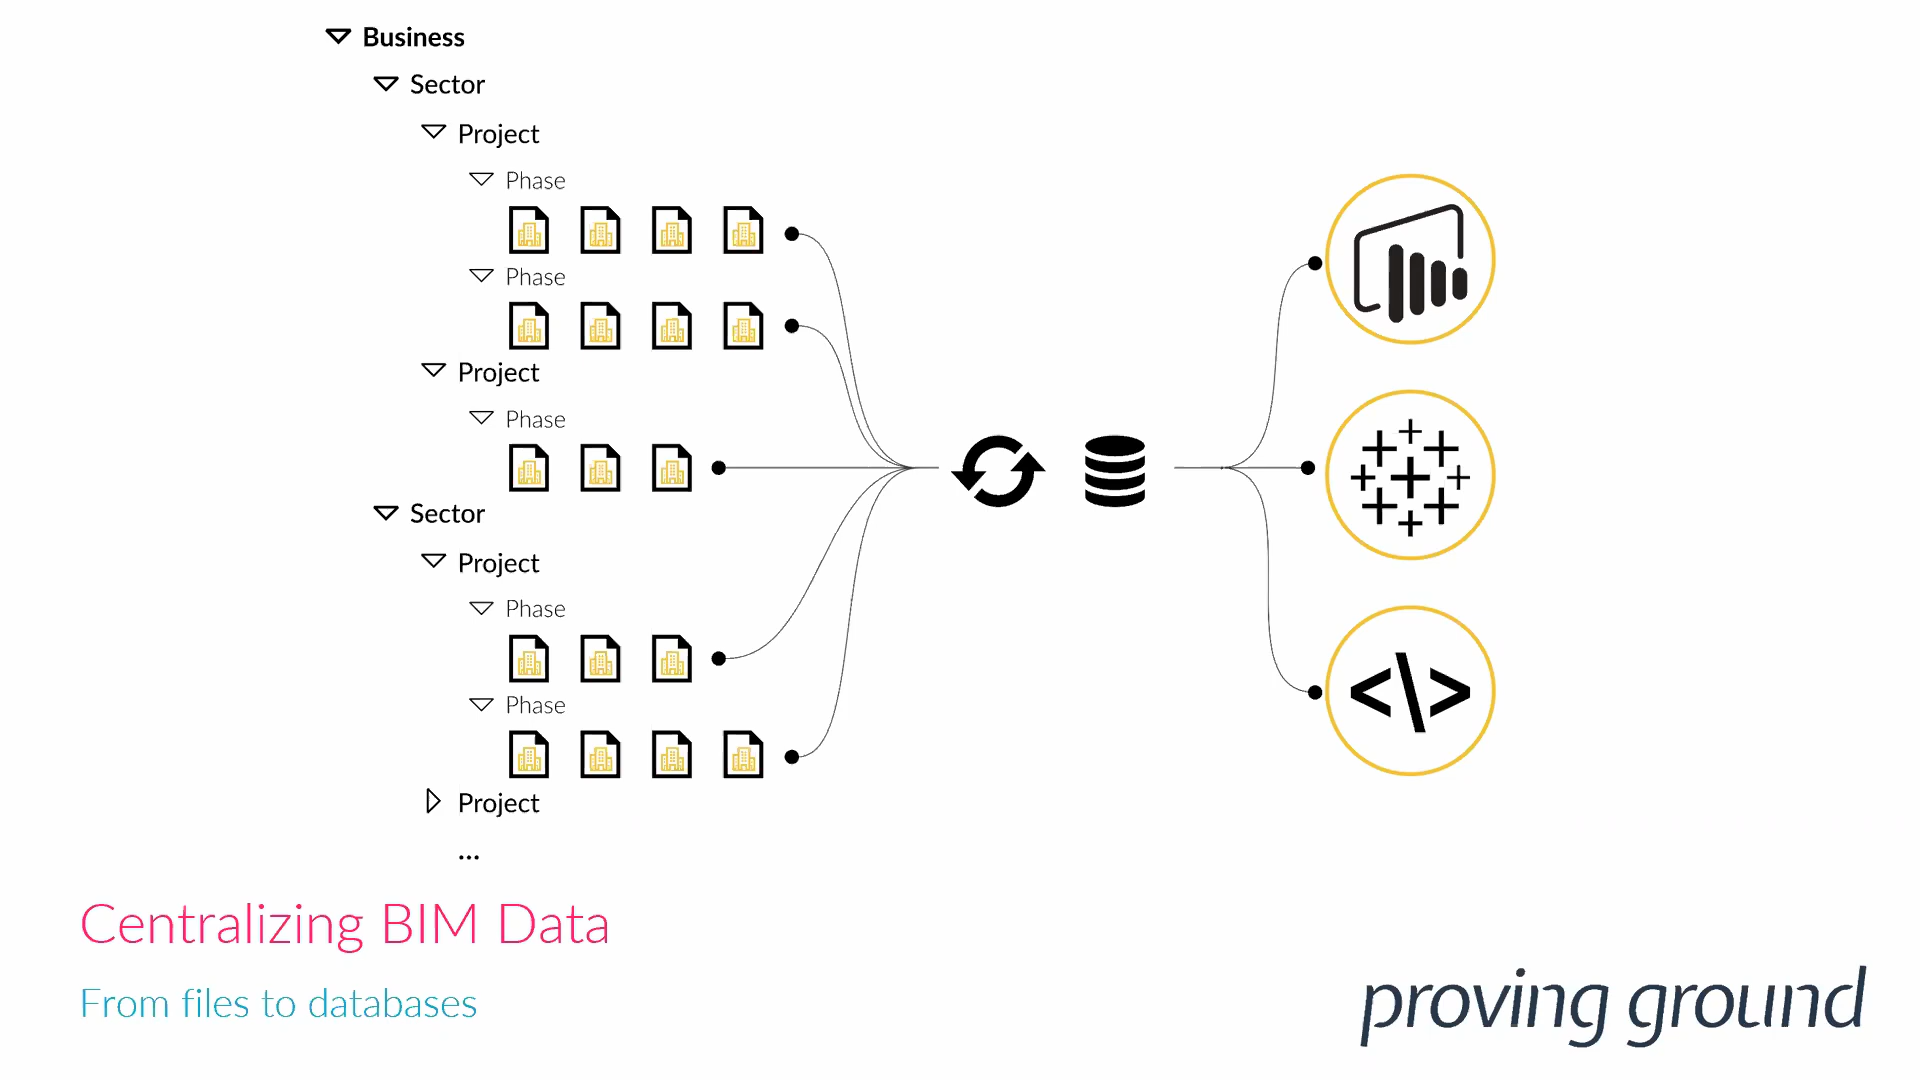 Business
Sector
Project
Phase
Phase
Project
Phase
Sector
Project
Phase
Phase
Project
...
<\>
Centralizing BIM Data
From files to databases
proving ground